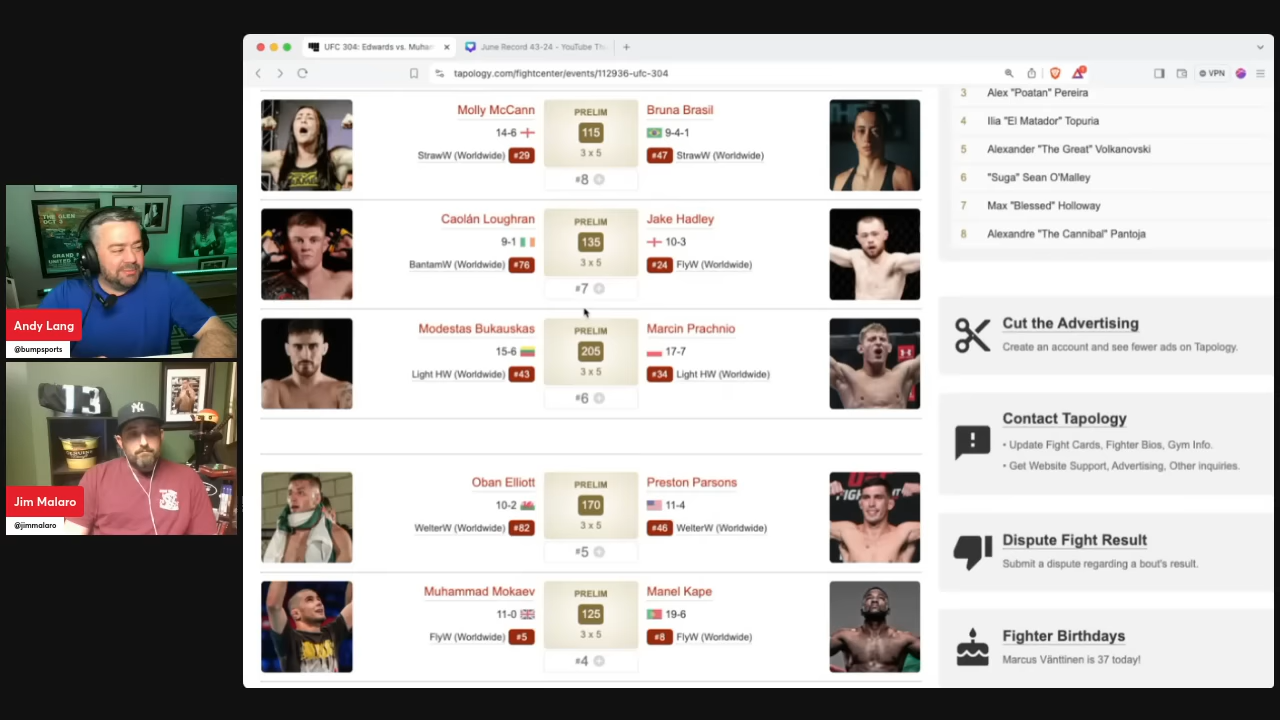 UFC 304: Edwards vs. Muham
June Record 43-24 - YouTube Th
tapology.com/fightcenter/events/112936-ufc-304
VPN
Molly McCann
14-6
StrawW (Worldwide) #29
PRELIM
115
3 x 5
#8
Bruna Brasil
9-4-1
#47 StrawW (Worldwide)
Caolán Loughran
9-1
BantamW (Worldwide) #76
PRELIM
135
3 x 5
#7
Jake Hadley
10-3
#24 FlyW (Worldwide)
Modestas Bukauskas
15-6
Light HW (Worldwide) #43
PRELIM
205
3 x 5
#6
Marcin Prachnio
17-7
#34 Light HW (Worldwide)
Oban Elliott
10-2
WelterW (Worldwide) #82
PRELIM
170
3 x 5
#5
Preston Parsons
11-4
#46 WelterW (Worldwide)
Muhammad Mokaev
11-0
FlyW (Worldwide) #5
PRELIM
125
3 x 5
#4
Manel Kape
19-6
#8 FlyW (Worldwide)
3 Alex "Poatan" Pereira
4 Ilia "El Matador" Topuria
5 Alexander "The Great" Volkanovski
6 "Suga" Sean O'Malley
7 Max "Blessed" Holloway
8 Alexandre "The Cannibal" Pantoja
Cut the Advertising
Create an account and see fewer ads on Tapology.
Contact Tapology
• Update Fight Cards, Fighter Bios, Gym Info.
• Get Website Support, Advertising, Other inquiries.
Dispute Fight Result
Submit a dispute regarding a bout's result.
Fighter Birthdays
Marcus Vänttinen is 37 today!
THE GLEN
OCT 3
Andy Lang
@bumpsports
13
Jim Malaro
@jimmalaro